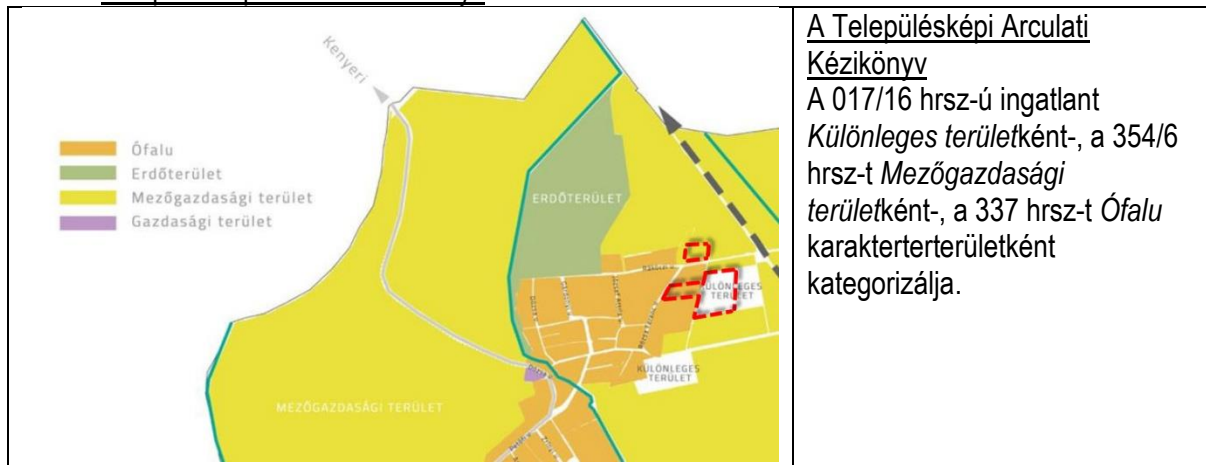 Kenyeri
Ófalu
Erdőterület
Mezőgazdasági terület
Gazdasági terület
ERDŐTERÜLET
KÜLÖNLEGES
TERÜLET
KÜLÖNLEGES
TERÜLET
MEZŐGAZDASÁGI TERÜLET
A Településképi Arculati
Kézikönyv
A 017/16 hrsz-ú ingatlant
Különleges területként-, a 354/6
hrsz-t Mezőgazdasági
területként-, a 337 hrsz-t Ófalu
karakterterterületként
kategorizálja.